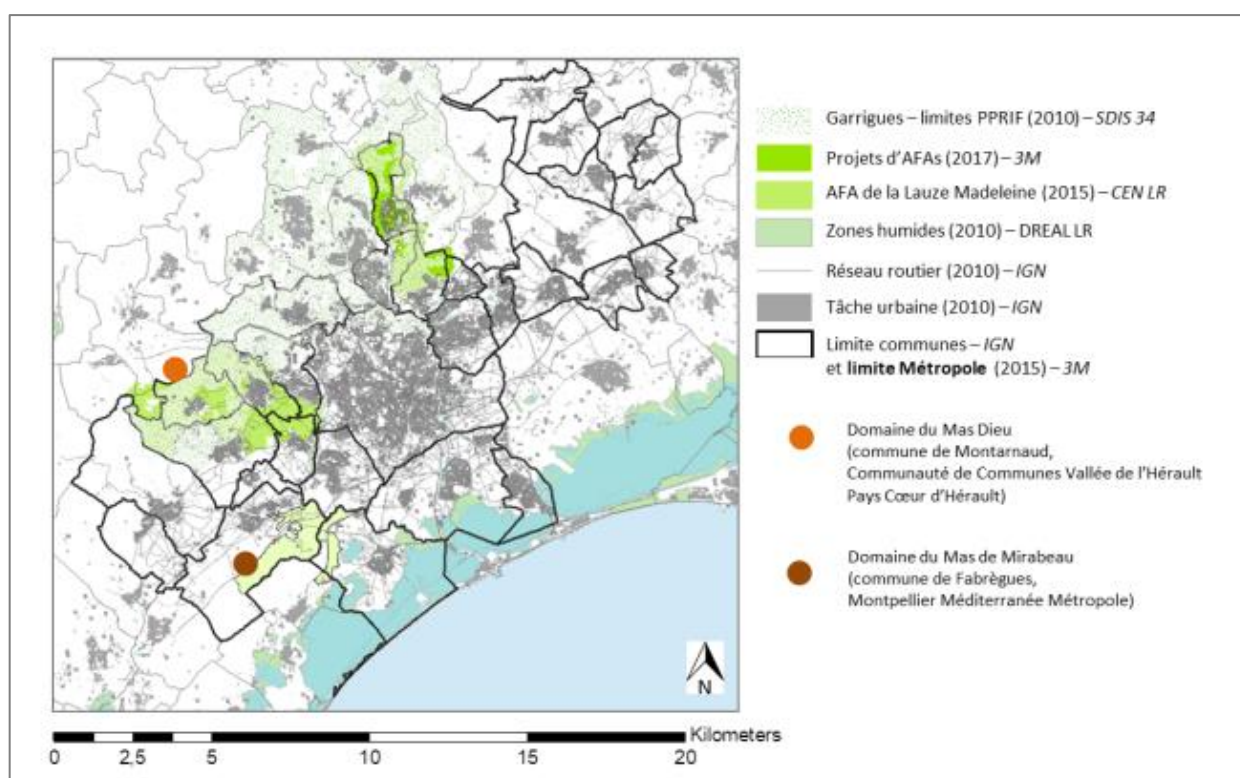 Garrigues – limites PPRIF (2010) – SDIS 34
Projets d'AFAs (2017) – 3M
AFA de la Lauze Madeleine (2015) – CEN LR
Zones humides (2010) – DREAL LR
Réseau routier (2010) – IGN
Tâche urbaine (2010) – IGN
Limite communes – IGN
et limite Métropole (2015) – 3M
Domaine du Mas Dieu
(commune de Montarnaud,
Communauté de Communes Vallée de l'Hérault
Pays Cœur d'Hérault)
Domaine du Mas de Mirabeau
(commune de Fabrègues,
Montpellier Méditerranée Métropole)
N
Kilometers
0 2,5 5 10 15 20